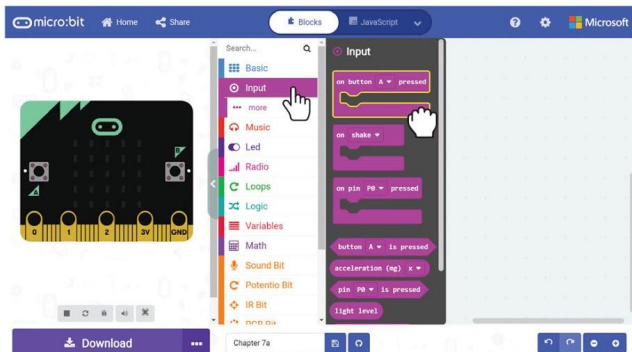 micro:bit Home Share Blocks JavaScript Microsoft
Search...
Basic
Input
more
Music
Led
Radio
Loops
Logic
Variables
Math
Sound Bit
Potentio Bit
IR Bit
Input
on button A pressed
on shake
on pin P0 pressed
button A is pressed
acceleration (mg) x
pin P0 is pressed
light level
B
A
0 1 2 3V GND
Download
Chapter 7a